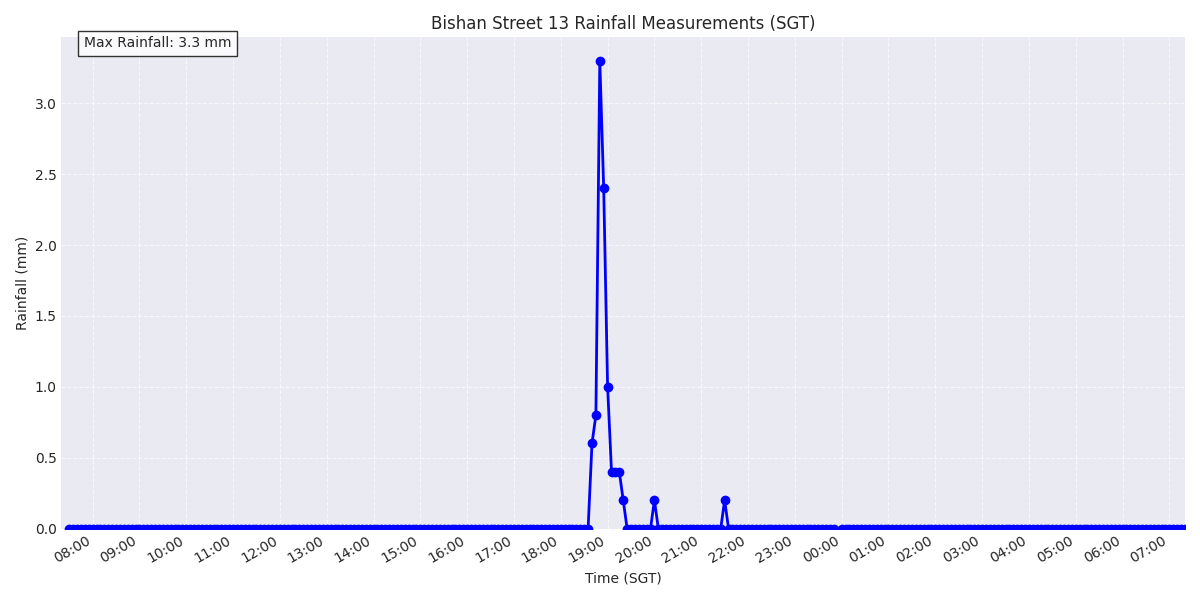 Bishan Street 13 Rainfall Measurements (SGT)
Max Rainfall: 3.3 mm
Rainfall (mm)
3.0
2.5
2.0
1.5
1.0
0.5
0.0
08:00 09:00 10:00 11:00 12:00 13:00 14:00 15:00 16:00 17:00 18:00 19:00 20:00 21:00 22:00 23:00 00:00 01:00 02:00 03:00 04:00 05:00 06:00 07:00
Time (SGT)